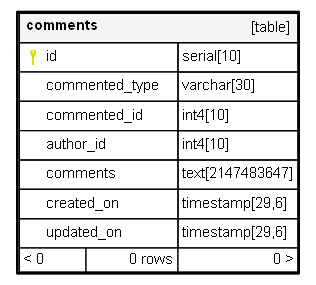 comments [table]
id serial[10]
commented_type varchar[30]
commented_id int4[10]
author_id int4[10]
comments text[2147483647]
created_on timestamp[29,6]
updated_on timestamp[29,6]
< 0 0 rows 0 >